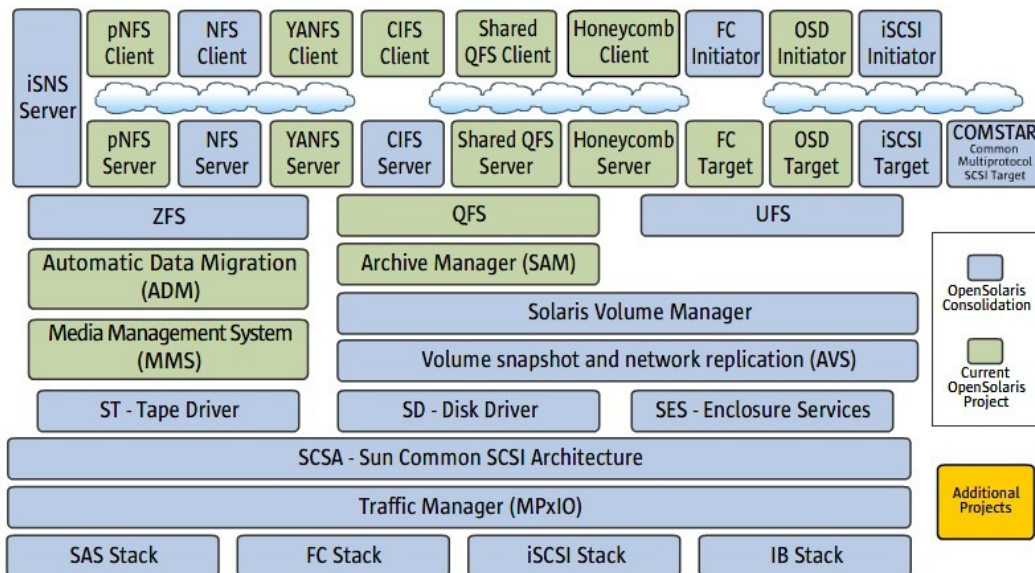 iSNS
Server
pNFS
Client
NFS
Client
YANFS
Client
CIFS
Client
Shared
QFS Client
Honeycomb
Client
FC
Initiator
OSD
Initiator
iSCSI
Initiator
pNFS
Server
NFS
Server
YANFS
Server
CIFS
Server
Shared QFS
Server
Honeycomb
Server
FC
Target
OSD
Target
iSCSI
Target
COMSTAR
Common
Multiprotocol
SCSI Target
ZFS
QFS
UFS
Automatic Data Migration
(ADM)
Archive Manager (SAM)
Solaris Volume Manager
Media Management System
(MMS)
Volume snapshot and network replication (AVS)
ST - Tape Driver
SD - Disk Driver
SES - Enclosure Services
SCSA - Sun Common SCSI Architecture
Traffic Manager (MPxIO)
SAS Stack
FC Stack
iSCSI Stack
IB Stack
OpenSolaris
Consolidation
Current
OpenSolaris
Project
Additional
Projects